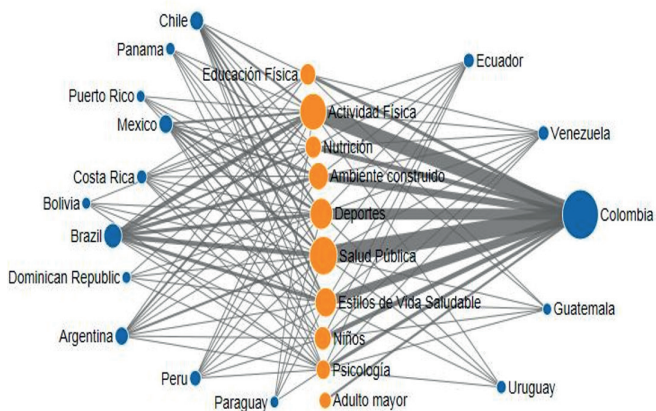 Chile
Panama
Puerto Rico
Mexico
Costa Rica
Bolivia
Brazil
Dominican Republic
Argentina
Peru
Paraguay
Educación Física
Actividad Física
Nutrición
Ambiente construido
Deportes
Salud Pública
Estilos de Vida Saludable
Niños
Psicología
Adulto mayor
Ecuador
Venezuela
Colombia
Guatemala
Uruguay